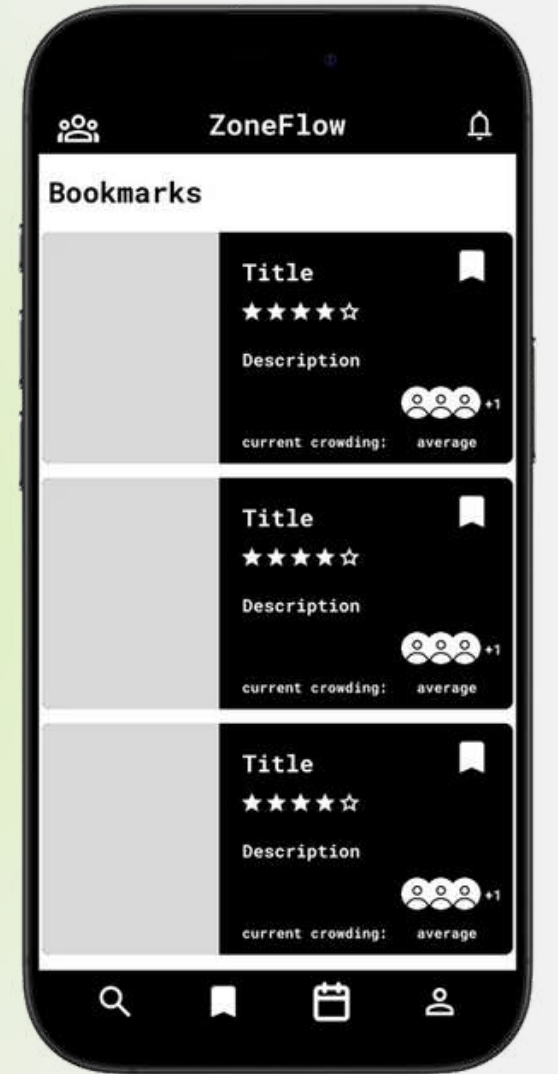 ZoneFlow
Bookmarks
Title
Description
+1
current crowding: average
Title
Description
+1
current crowding: average
Title
Description
+1
current crowding: average